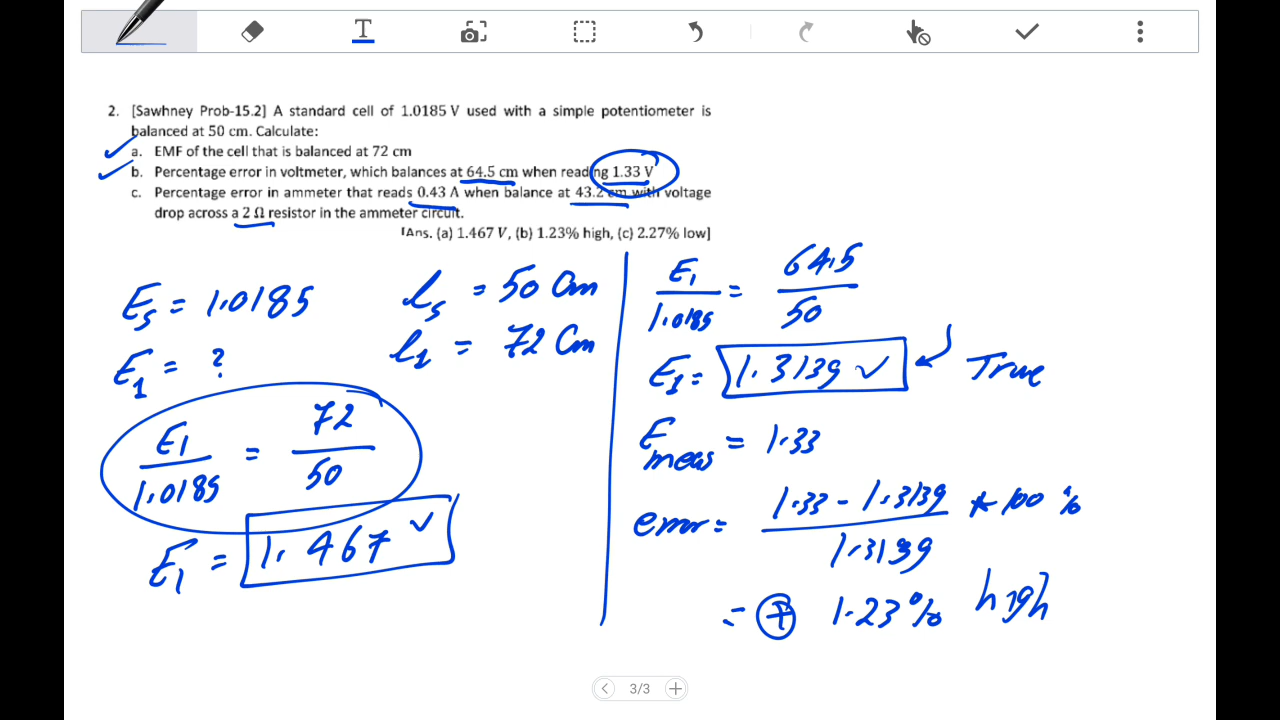 T
2. [Sawhney Prob-15.2] A standard cell of 1.0185 V used with a simple potentiometer is
balanced at 50 cm. Calculate:
a. EMF of the cell that is balanced at 72 cm
b. Percentage error in voltmeter, which balances at 64.5 cm when reading 1.33 V
c. Percentage error in ammeter that reads 0.43 A when balance at 43.2 cm with voltage
drop across a 2 Ω resistor in the ammeter circuit.
[Ans. (a) 1.467 V, (b) 1.23% high, (c) 2.27% low]
Es = 1.0185
ls = 50 Cm
E1 = ?
l1 = 72 Cm
E1/1.0185 = 72/50
E1 = 1.467 ✓
E1/1.0185 = 64.5/50
E1 = 1.3139 ✓ True
Emeas = 1.33
error = (1.33 - 1.3139)/1.3139 * 100 %
= + 1.23% high
3/3